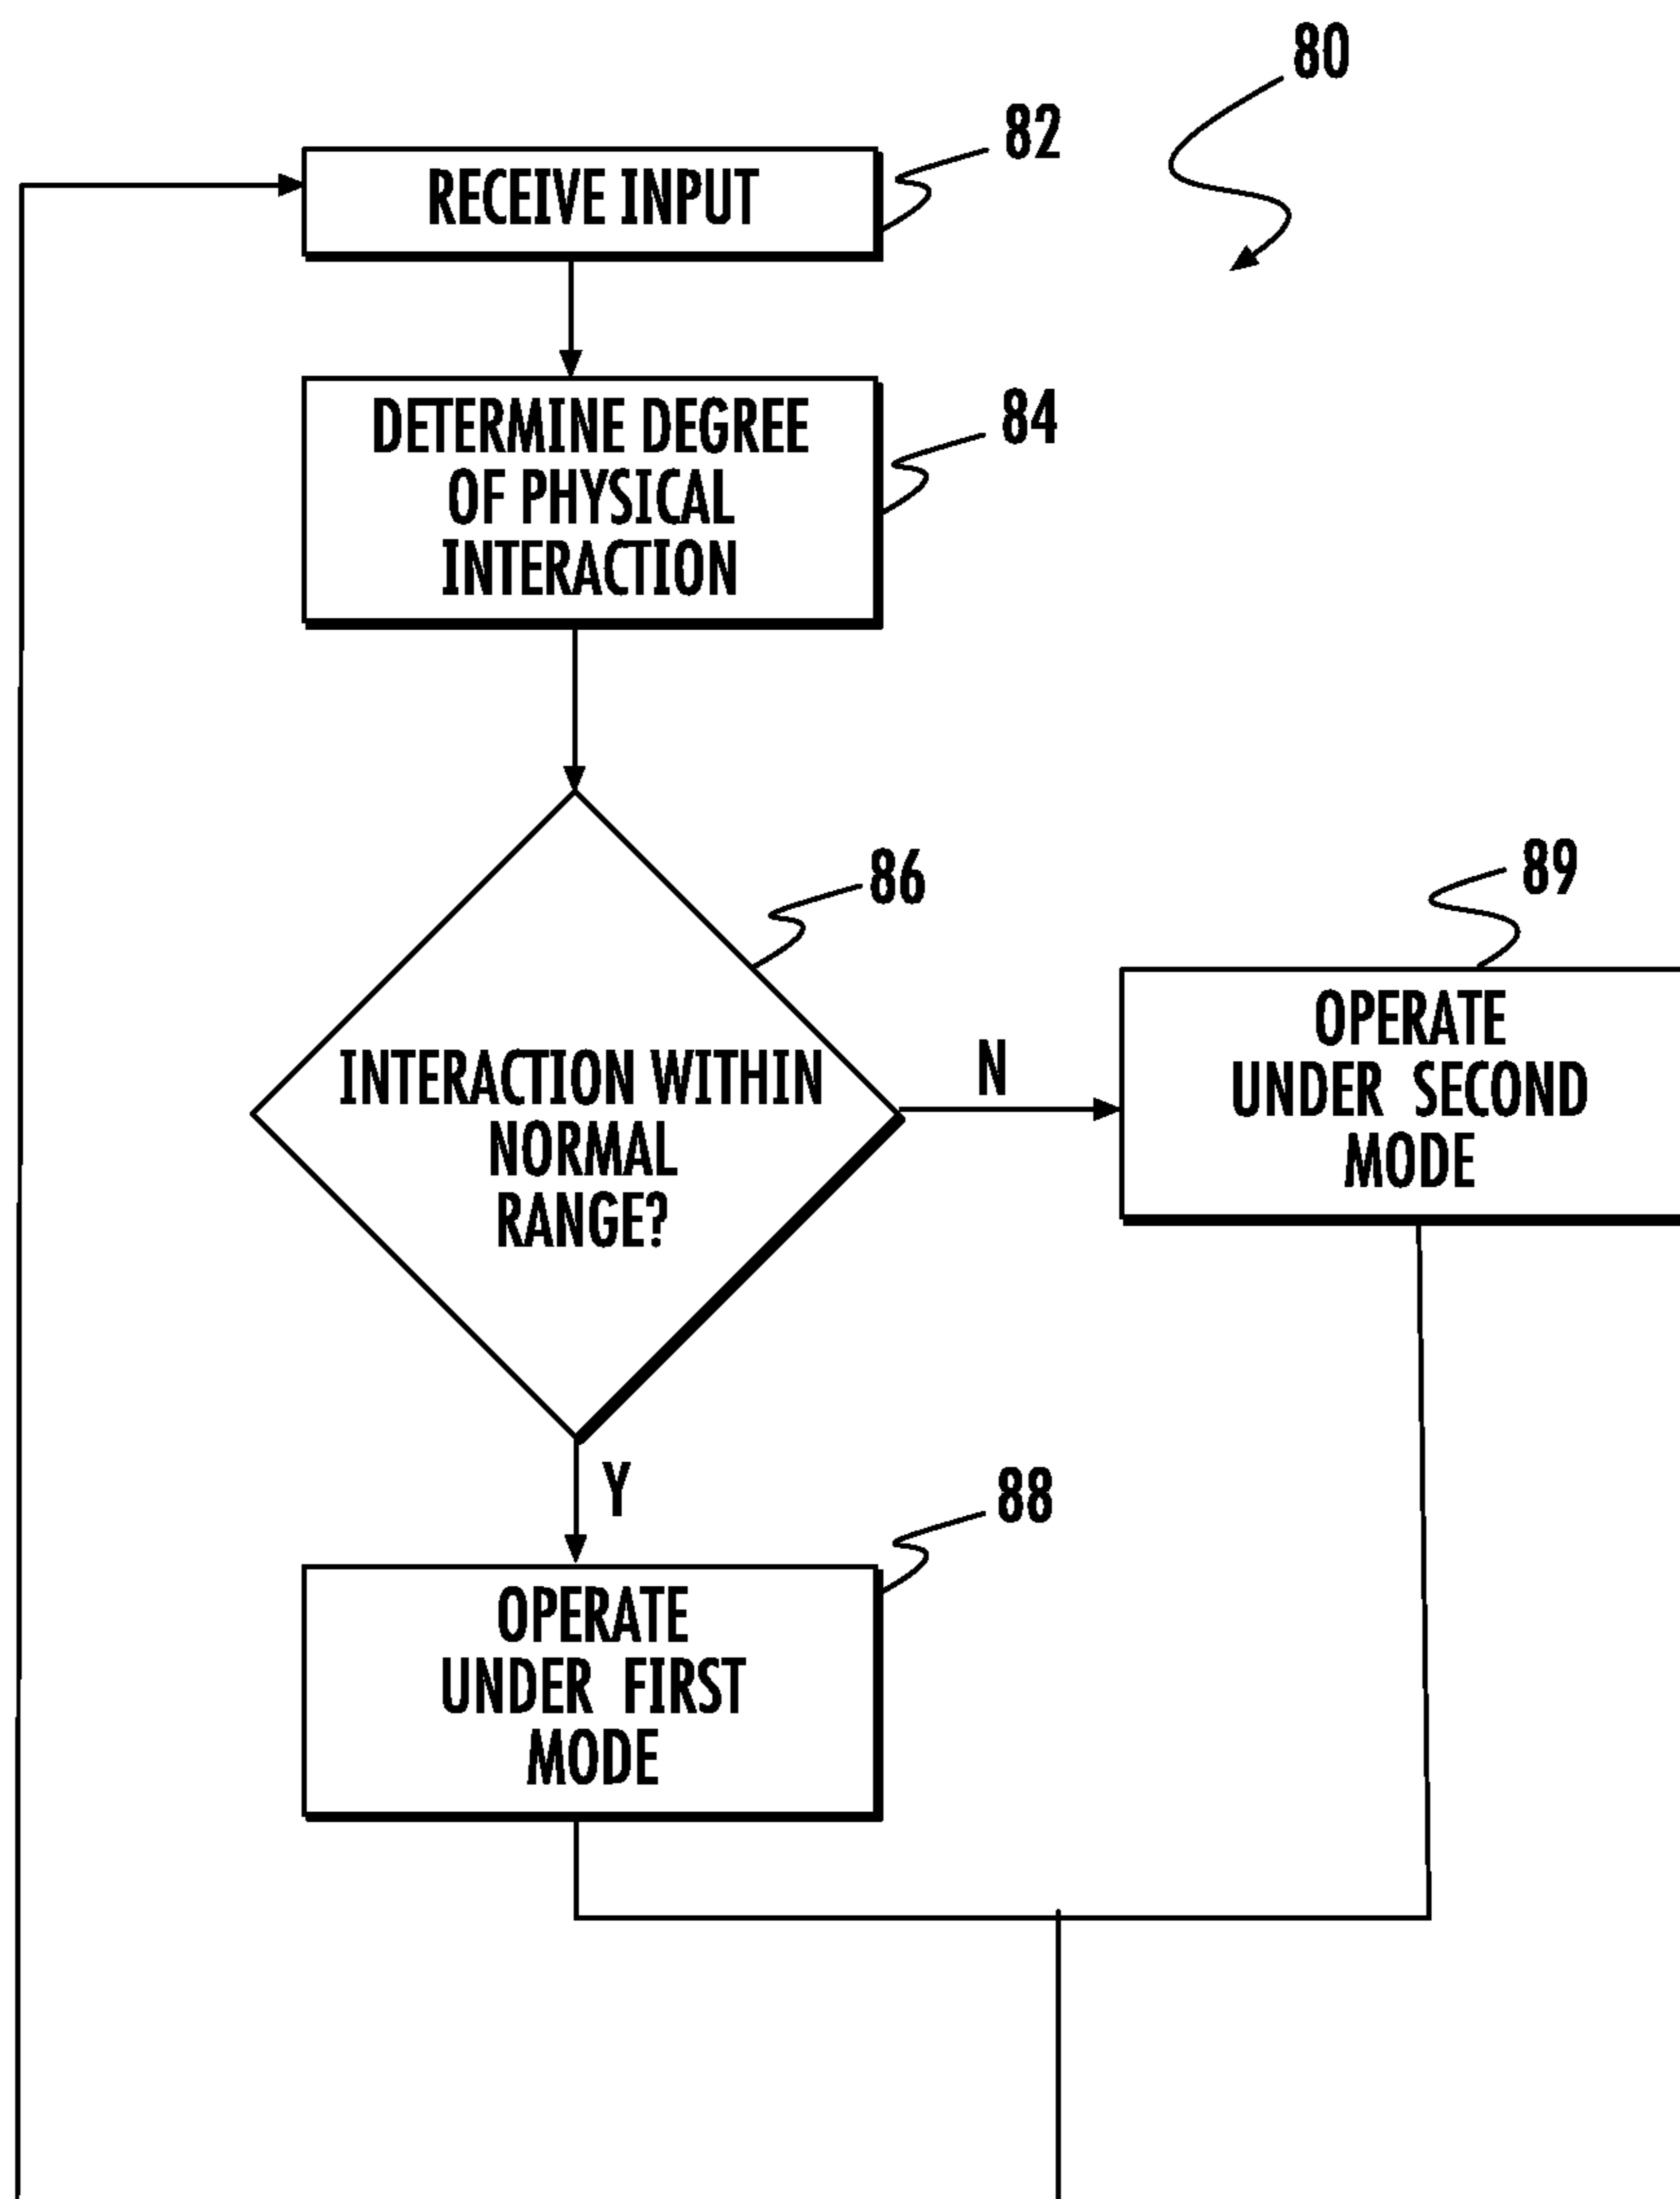 80
82
RECEIVE INPUT
84
DETERMINE DEGREE
OF PHYSICAL
INTERACTION
86
89
INTERACTION WITHIN
NORMAL
RANGE?
N
OPERATE
UNDER SECOND
MODE
Y
88
OPERATE
UNDER FIRST
MODE